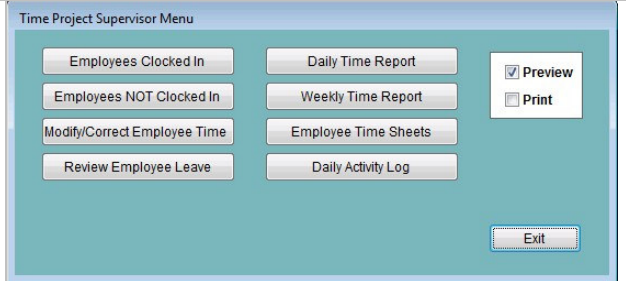 Time Project Supervisor Menu
Employees Clocked In
Daily Time Report
Preview
Employees NOT Clocked In
Weekly Time Report
Print
Modify/Correct Employee Time
Employee Time Sheets
Review Employee Leave
Daily Activity Log
Exit